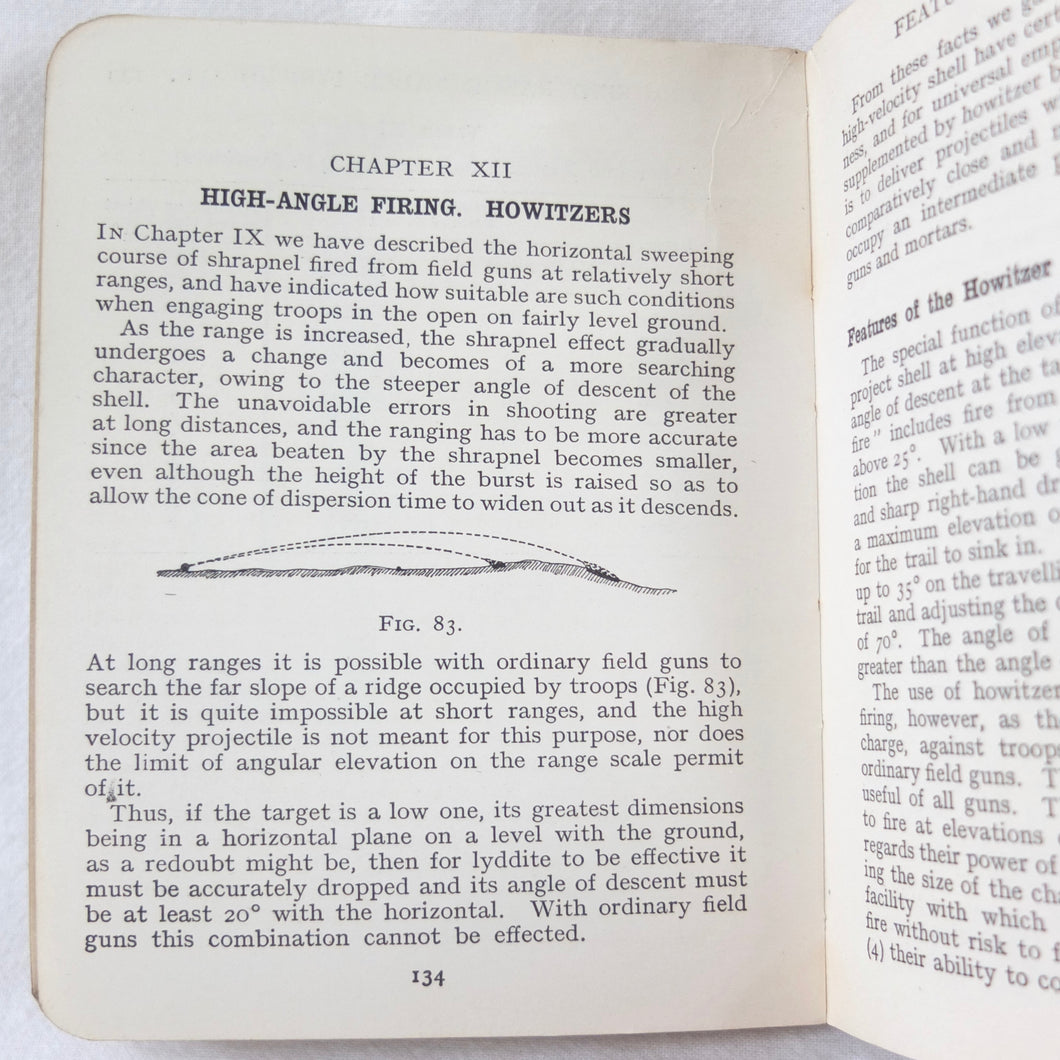 CHAPTER XII
HIGH-ANGLE FIRING. HOWITZERS
IN Chapter IX we have described the horizontal sweeping
course of shrapnel fired from field guns at relatively short
ranges, and have indicated how suitable are such conditions
when engaging troops in the open on fairly level ground.
As the range is increased, the shrapnel effect gradually
undergoes a change and becomes of a more searching
character, owing to the steeper angle of descent of the
shell. The unavoidable errors in shooting are greater
at long distances, and the ranging has to be more accurate
since the area beaten by the shrapnel becomes smaller,
even although the height of the burst is raised so as to
allow the cone of dispersion time to widen out as it descends.
FIG. 83.
At long ranges it is possible with ordinary field guns to
search the far slope of a ridge occupied by troops (Fig. 83),
but it is quite impossible at short ranges, and the high
velocity projectile is not meant for this purpose, nor does
the limit of angular elevation on the range scale permit
of it.
Thus, if the target is a low one, its greatest dimensions
being in a horizontal plane on a level with the ground,
as a redoubt might be, then for lyddite to be effective it
must be accurately dropped and its angle of descent must
be at least 20° with the horizontal. With ordinary field
guns this combination cannot be effected.
134
From these facts we
high-velocity shell have
ness, and for universal
supplemented by howitzer
is to deliver projectiles
comparatively close and
occupy an intermediate
guns and mortars.
Features of the Howitzer
The special function of
project shell at high
angle of descent at the
fire" includes fire from
above 25°. With a low
tion the shell can be
and sharp right-hand
a maximum elevation
for the trail to sink in.
up to 35° on the
trail and adjusting the
of 70°. The angle of
greater than the angle
The use of
firing, however, as
charge, against
ordinary field guns.
useful of all guns.
to fire at elevations
regards their power of
ing the size of the
facility with which
fire without risk to
(4) their ability to